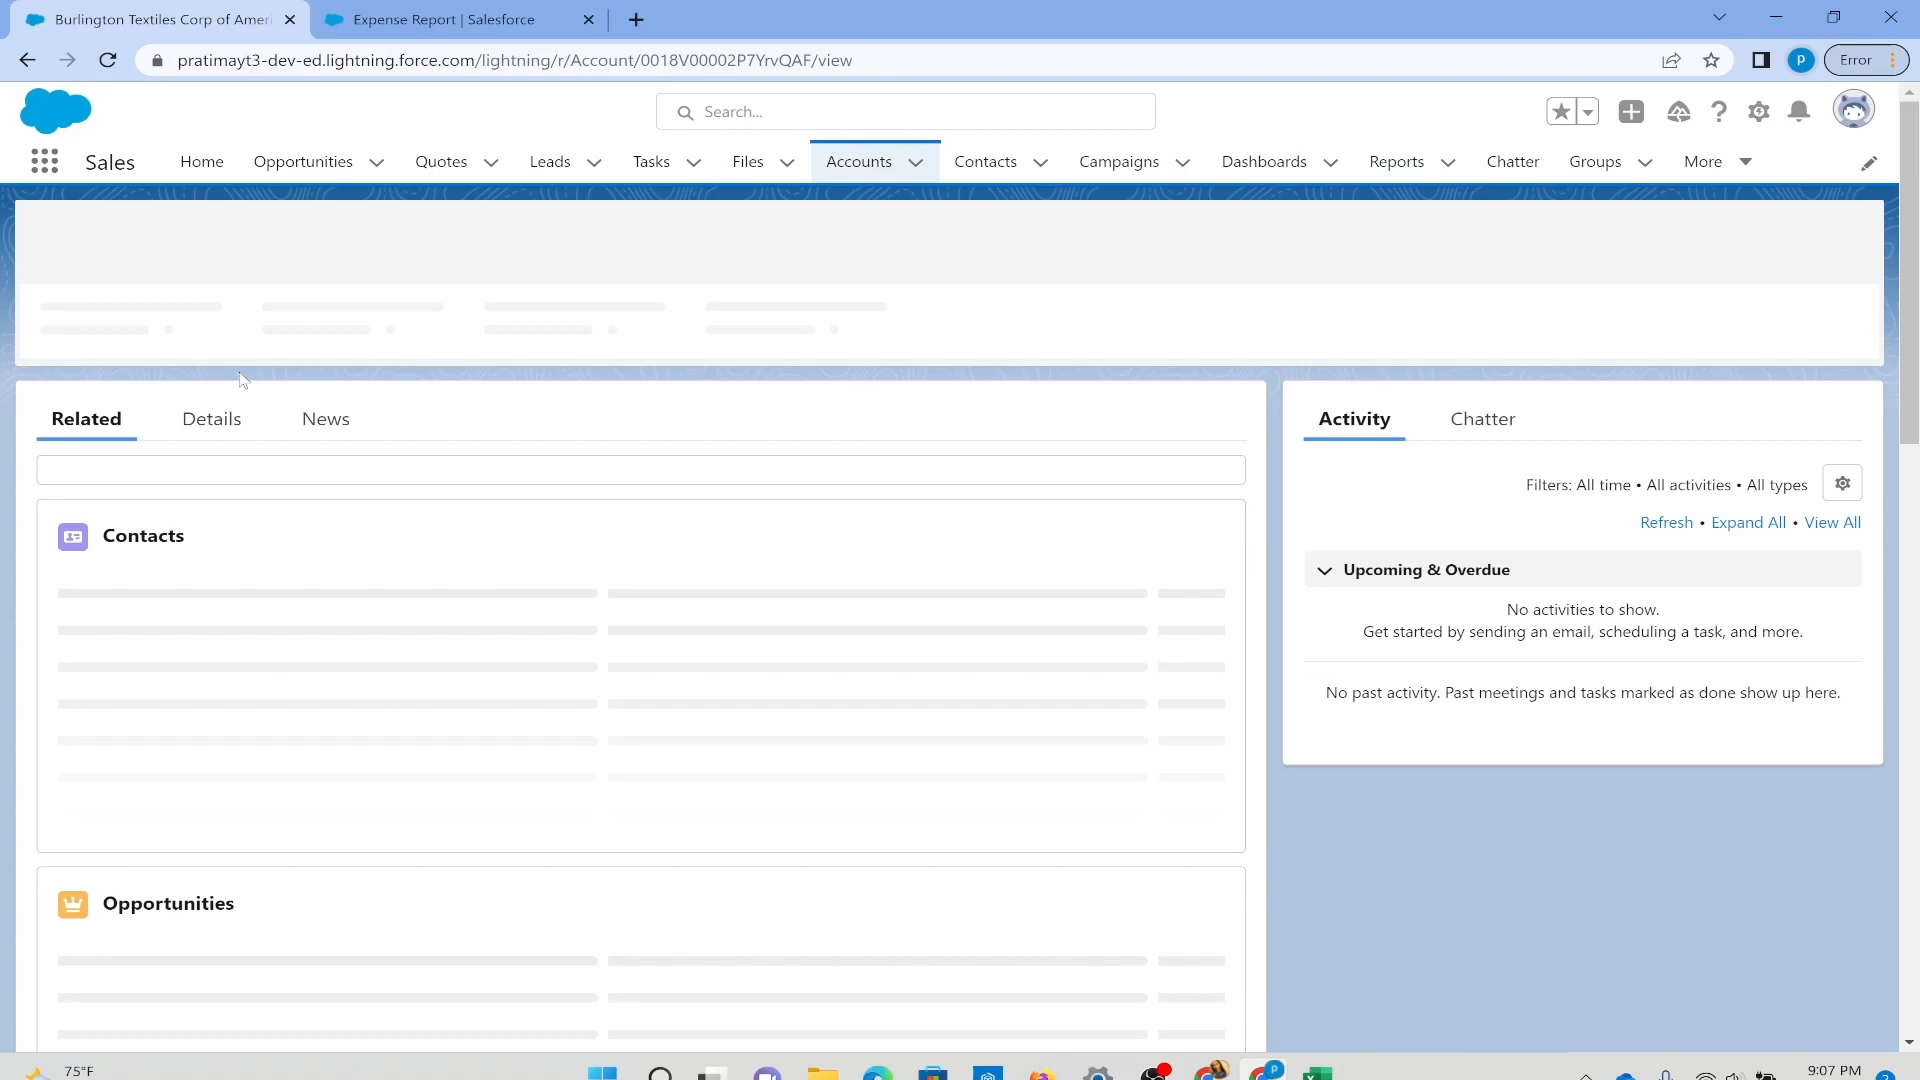 Burlington Textiles Corp of Amer
Expense Report | Salesforce
pratimayt3-dev-ed.lightning.force.com/lightning/r/Account/0018V00002P7YrvQAF/view
P
Error
Search...
Sales
Home
Opportunities
Quotes
Leads
Tasks
Files
Accounts
Contacts
Campaigns
Dashboards
Reports
Chatter
Groups
More
Related
Details
News
Contacts
Opportunities
Activity
Chatter
Filters: All time • All activities • All types
Refresh • Expand All • View All
Upcoming & Overdue
No activities to show.
Get started by sending an email, scheduling a task, and more.
No past activity. Past meetings and tasks marked as done show up here.
75°F
P
9:07 PM
2